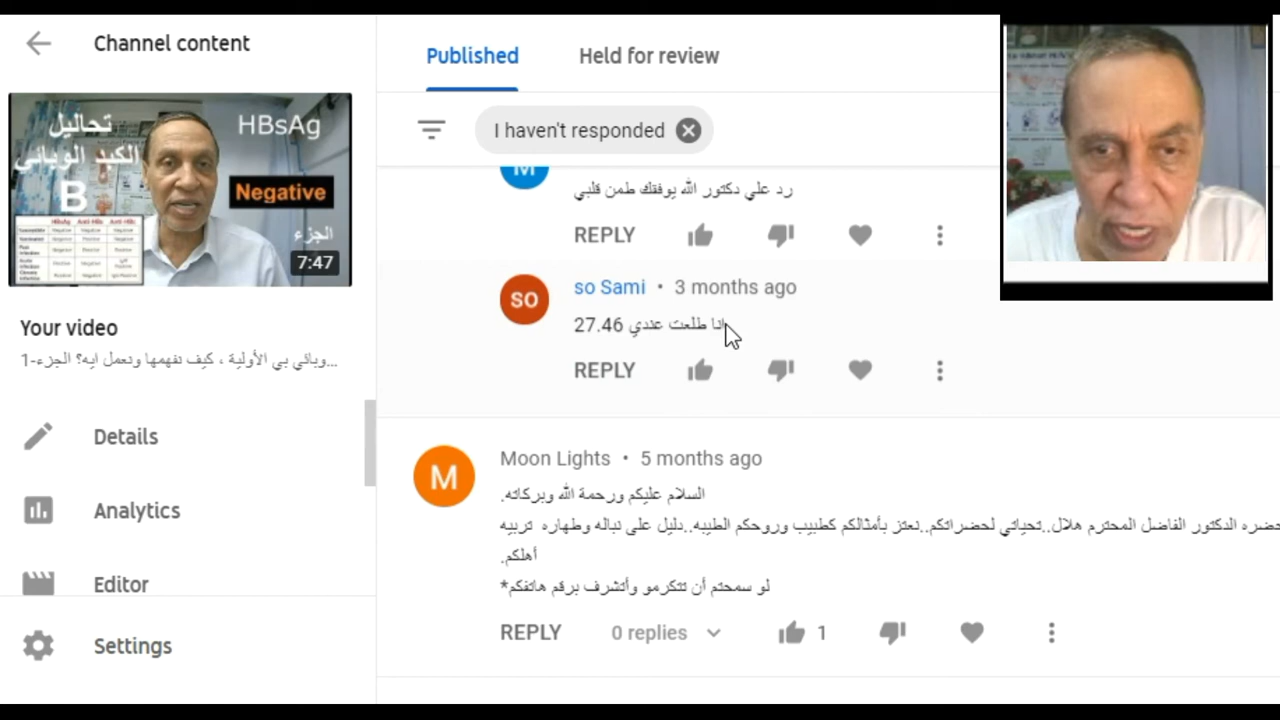 Channel content
تحاليل
الكبد الوبائي
B
HBsAg
Negative
الجزء
7:47
Your video
...وبائي بي الأولية ، كيف نفهمها ونعمل ايه؟ الجزء-1
Details
Analytics
Editor
Settings
Published
Held for review
I haven't responded
M
رد علي دكتور الله يوفقك طمن قلبي
REPLY
SO
so Sami • 3 months ago
انا طلعت عندي 27.46
REPLY
M
Moon Lights • 5 months ago
السلام عليكم ورحمة الله وبركاته.
حضره الدكتور الفاضل المحترم هلال..تحياتي لحضراتكم..نعتز بأمثالكم كطبيب وروحكم الطيبه..دليل على نباله وطهاره تربيه
أهلكم.
لو سمحتم أن تتكرمو وأتشرف برقم هاتفكم*
REPLY
0 replies
1